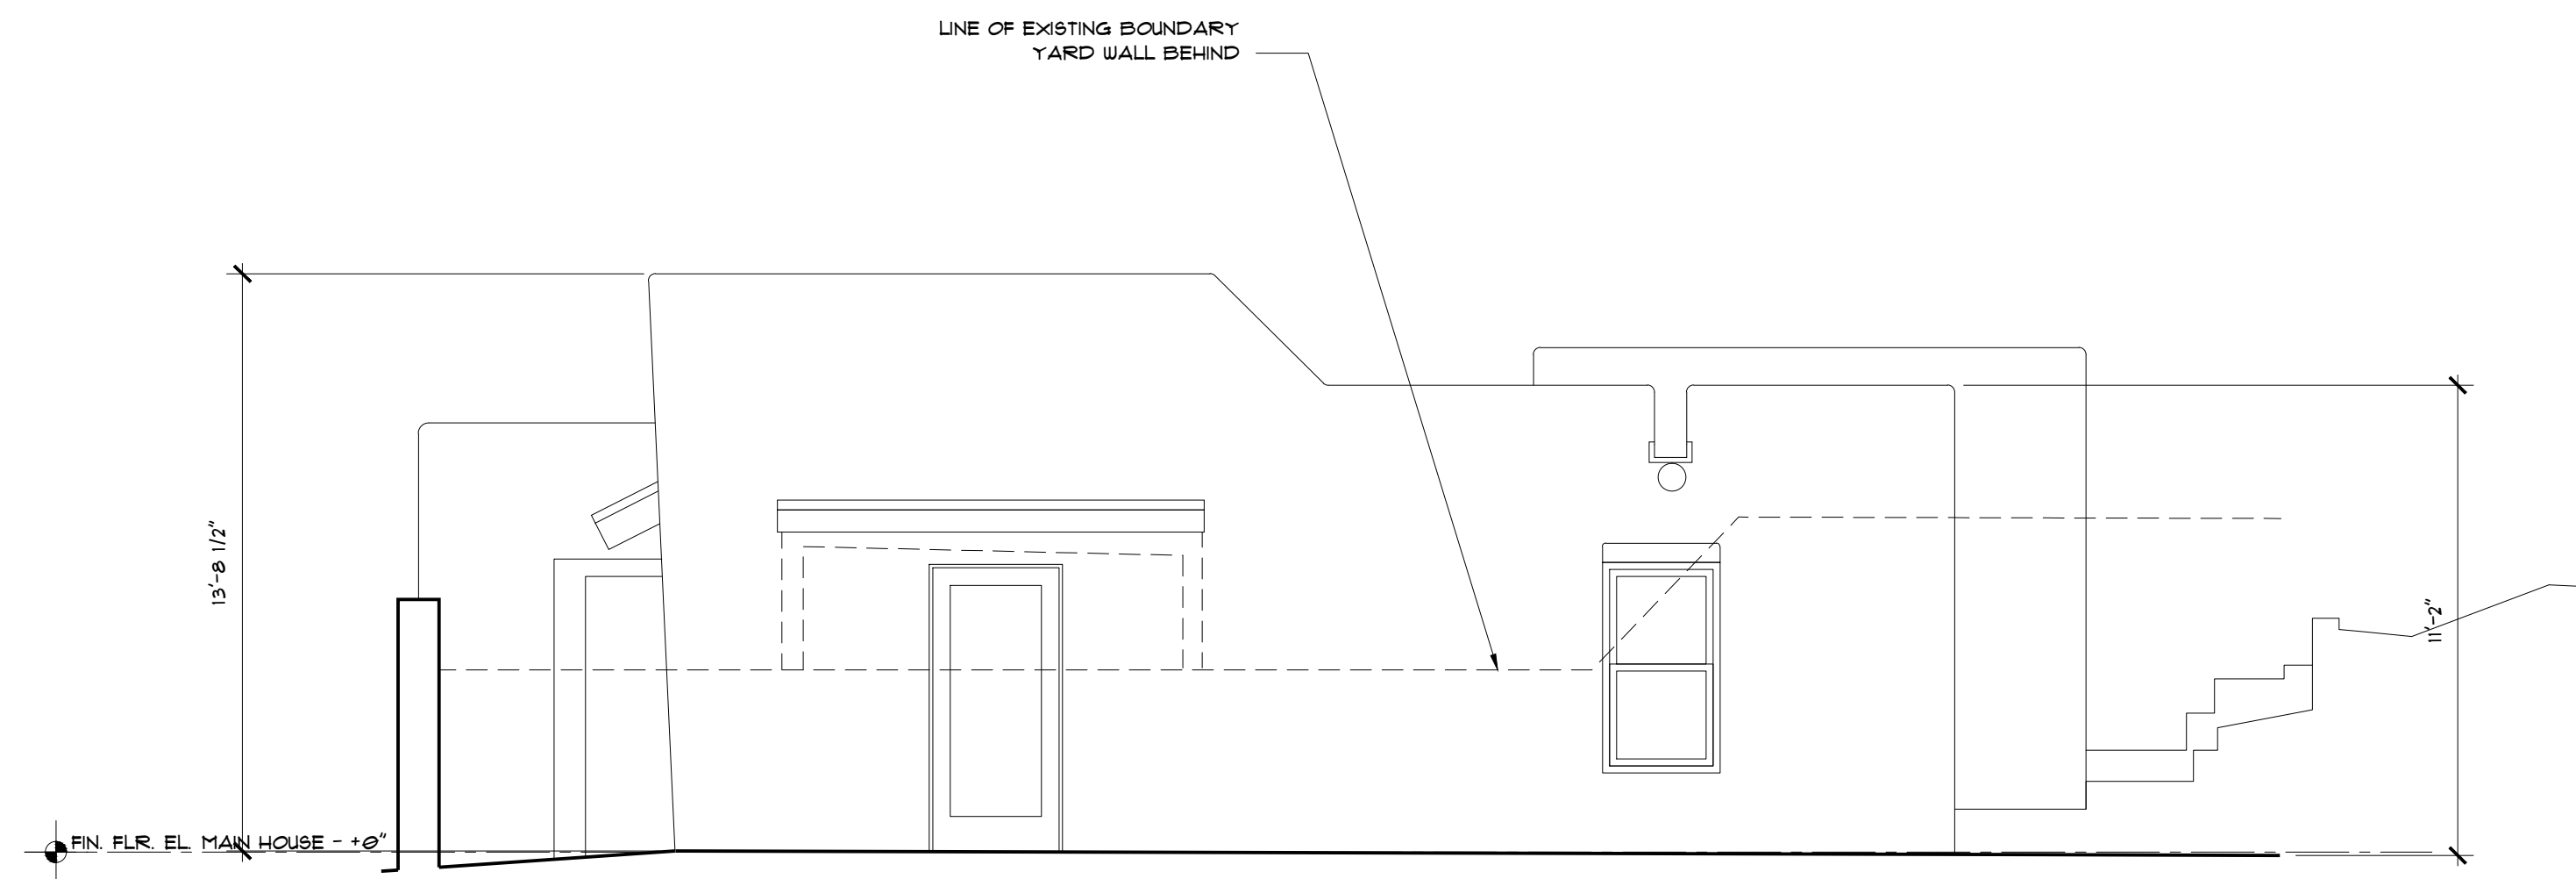 LINE OF EXISTING BOUNDARY
YARD WALL BEHIND
13'-8 1/2"
11'-2"
FIN. FLR. EL. MAIN HOUSE - +0"